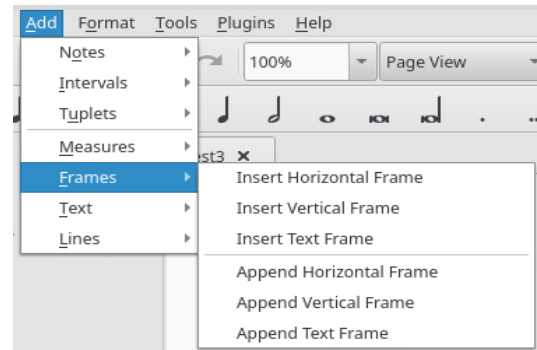 Add Format Tools Plugins Help
Notes
Intervals
100% Page View
Tuplets
Measures
est3
Frames
Insert Horizontal Frame
Text
Insert Vertical Frame
Lines
Insert Text Frame
Append Horizontal Frame
Append Vertical Frame
Append Text Frame